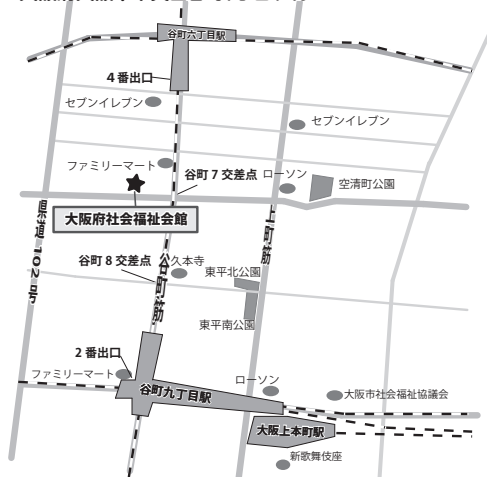 谷町六丁目駅
4番出口
セブンイレブン
セブンイレブン
ファミリーマート
谷町7交差点
ローソン
空清町公園
大阪府社会福祉会館
県道102号
上町筋
谷町8交差点
久本寺
谷町筋
東平北公園
東平南公園
2番出口
ファミリーマート
谷町九丁目駅
ローソン
大阪市社会福祉協議会
大阪上本町駅
新歌舞伎座